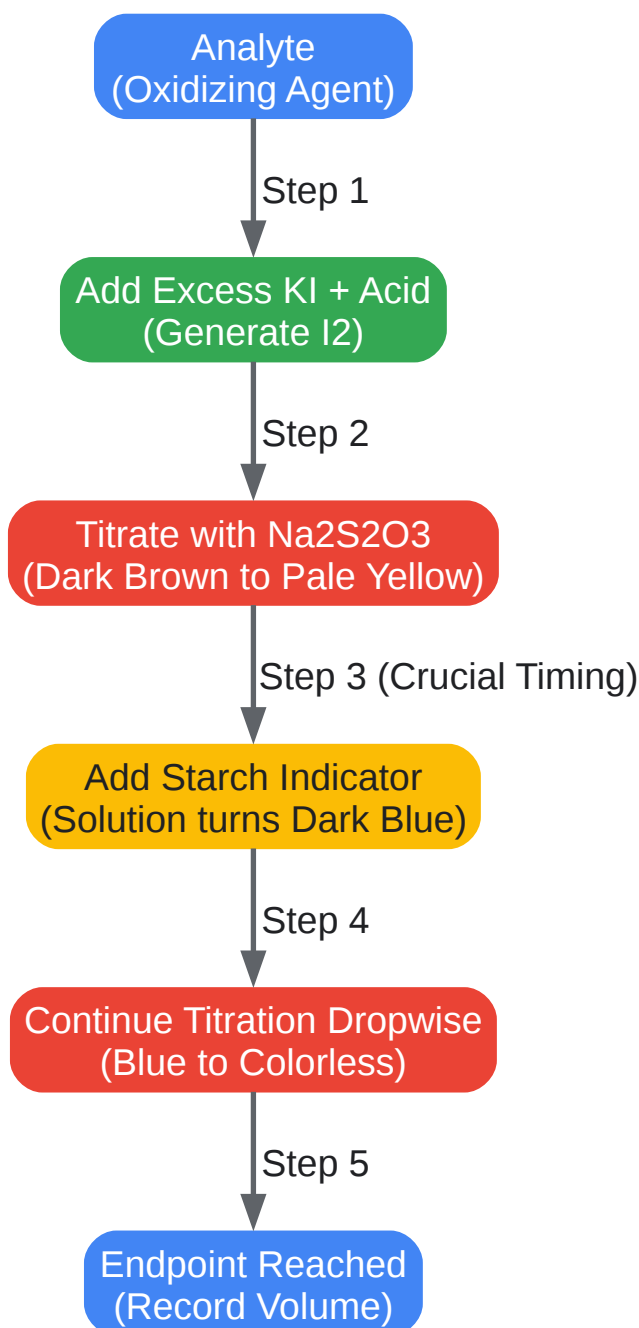 Analyte
(Oxidizing Agent)
Step 1
Add Excess KI + Acid
(Generate I2)
Step 2
Titrate with Na2S2O3
(Dark Brown to Pale Yellow)
Step 3 (Crucial Timing)
Add Starch Indicator
(Solution turns Dark Blue)
Step 4
Continue Titration Dropwise
(Blue to Colorless)
Step 5
Endpoint Reached
(Record Volume)